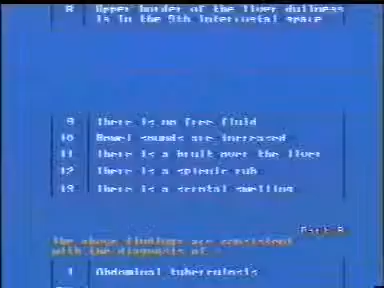 8 Upper border of the liver dullness
is in the 5th intercostal space
9 There is no free fluid
10 Bowel sounds are increased
11 There is a bruit over the liver
12 There is a splenic rub
13 There is a scrotal swelling
Part B
The above findings are consistent
with the diagnosis of
1 Abdominal tuberculosis